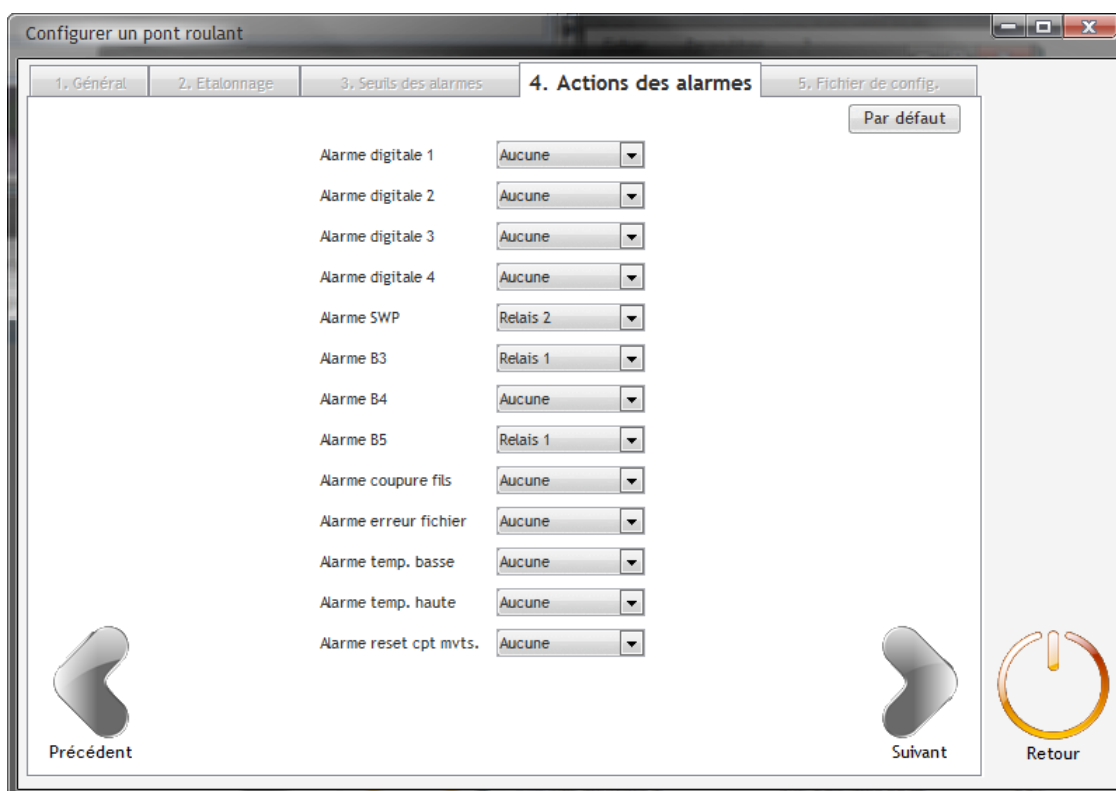 Configurer un pont roulant
1. Général
2. Etalonnage
3. Seuils des alarmes
4. Actions des alarmes
5. Fichier de config.
Par défaut
Alarme digitale 1 Aucune
Alarme digitale 2 Aucune
Alarme digitale 3 Aucune
Alarme digitale 4 Aucune
Alarme SWP Relais 2
Alarme B3 Relais 1
Alarme B4 Aucune
Alarme B5 Relais 1
Alarme coupure fils Aucune
Alarme erreur fichier Aucune
Alarme temp. basse Aucune
Alarme temp. haute Aucune
Alarme reset cpt mvts. Aucune
Précédent
Suivant
Retour